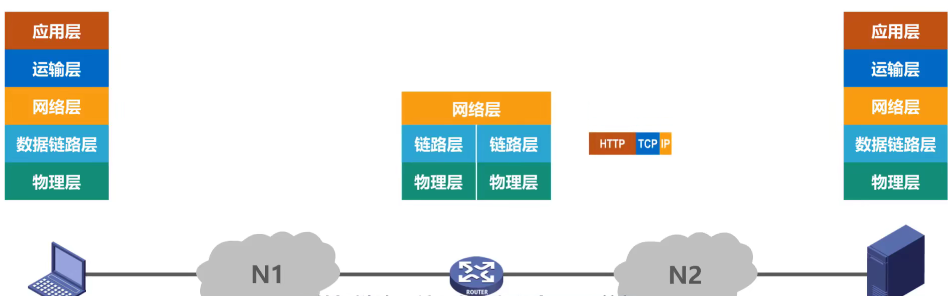 应用层
运输层
网络层
数据链路层
物理层
网络层
链路层 链路层
物理层 物理层
HTTP TCP IP
应用层
运输层
网络层
数据链路层
物理层
N1
ROUTER
N2